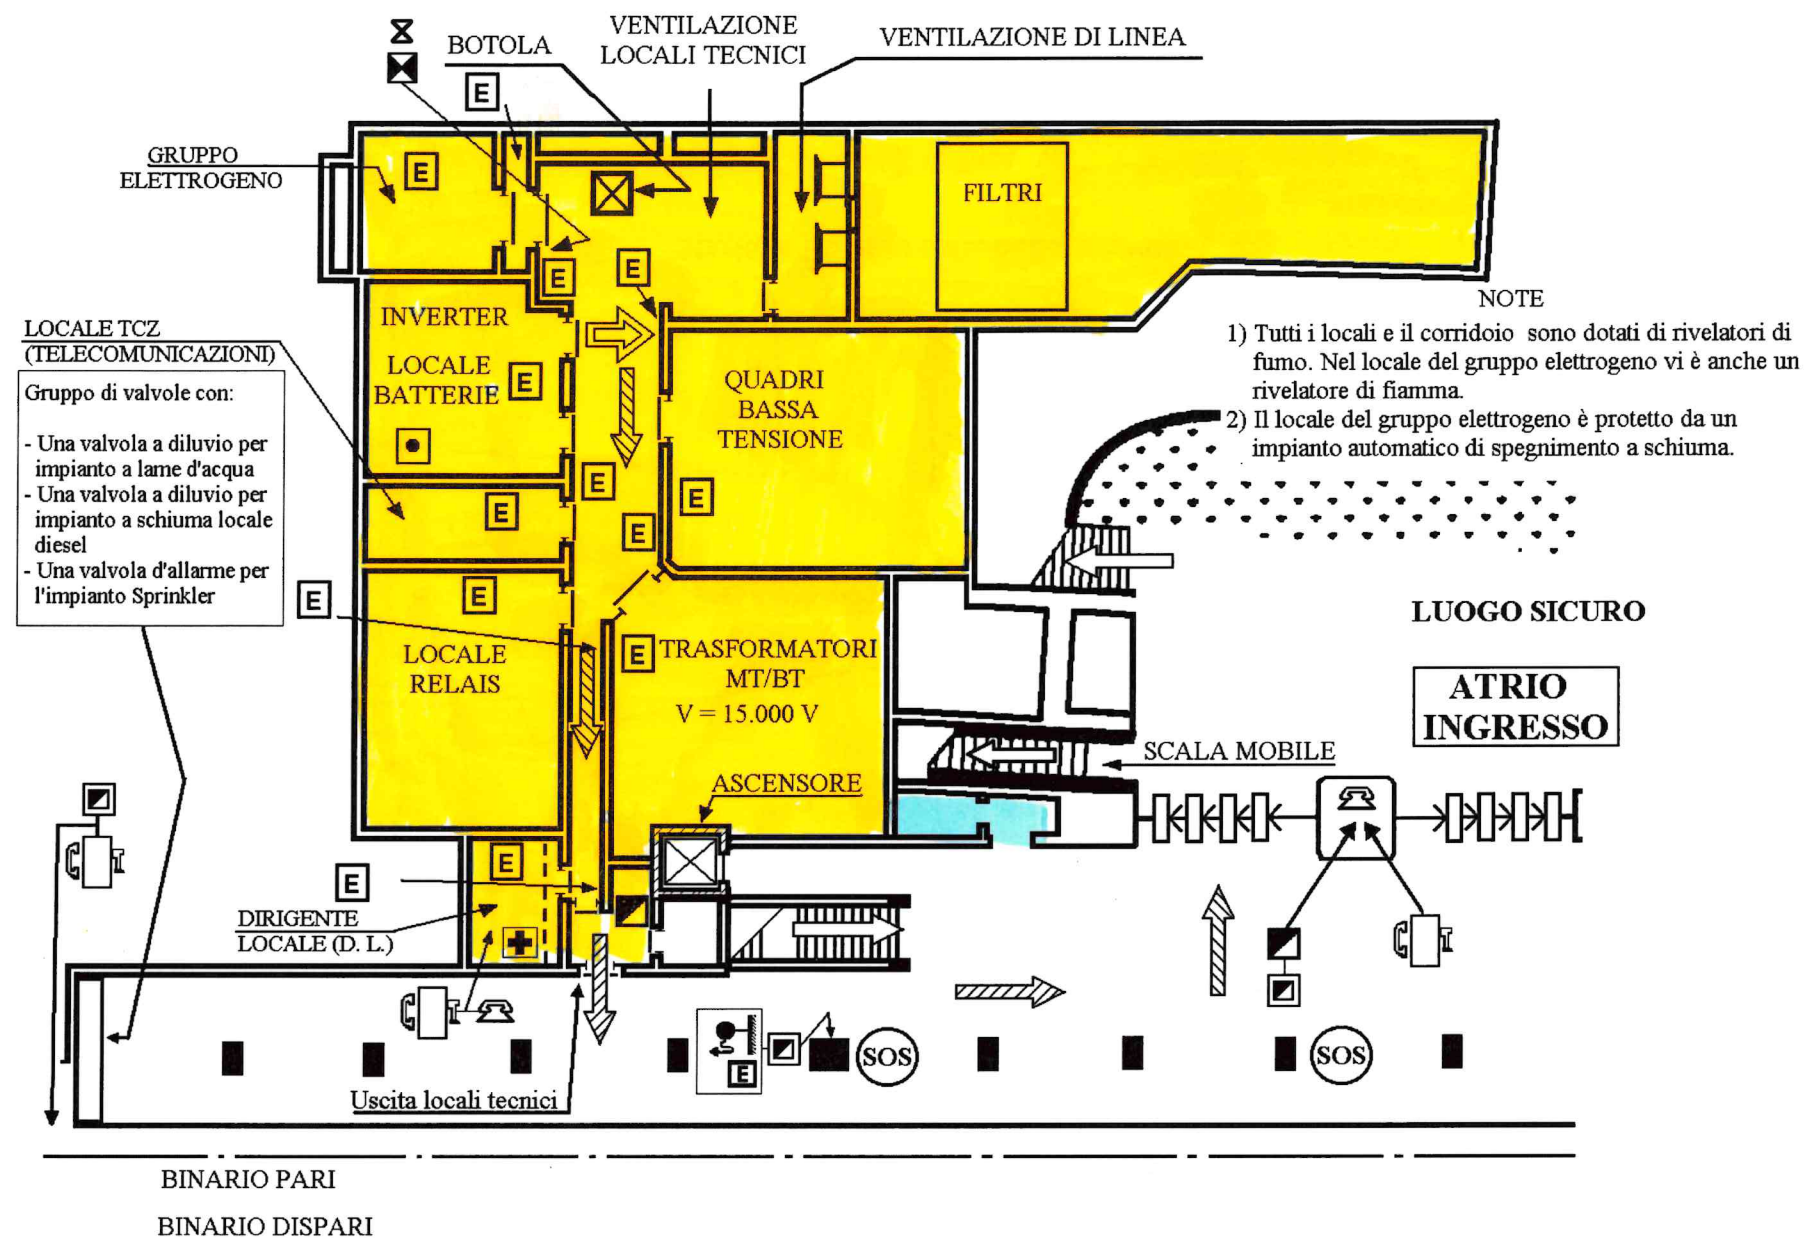 BOTOLA
VENTILAZIONE
LOCALI TECNICI
VENTILAZIONE DI LINEA
E
GRUPPO
ELETTROGENO
E
FILTRI
E
E
NOTE
1) Tutti i locali e il corridoio sono dotati di rivelatori di
fumo. Nel locale del gruppo elettrogeno vi è anche un
rivelatore di fiamma.
2) Il locale del gruppo elettrogeno è protetto da un
impianto automatico di spegnimento a schiuma.
INVERTER
LOCALE
BATTERIE
E
QUADRI
BASSA
TENSIONE
LOCALE TCZ
(TELECOMUNICAZIONI)
Gruppo di valvole con:
- Una valvola a diluvio per
impianto a lame d'acqua
- Una valvola a diluvio per
impianto a schiuma locale
diesel
- Una valvola d'allarme per
l'impianto Sprinkler
E
E
E
E
E
E
LUOGO SICURO
LOCALE
RELAIS
E
TRASFORMATORI
MT/BT
V = 15.000 V
ATRIO
INGRESSO
SCALA MOBILE
ASCENSORE
E
E
DIRIGENTE
LOCALE (D. L.)
E
SOS
SOS
Uscita locali tecnici
BINARIO PARI
BINARIO DISPARI